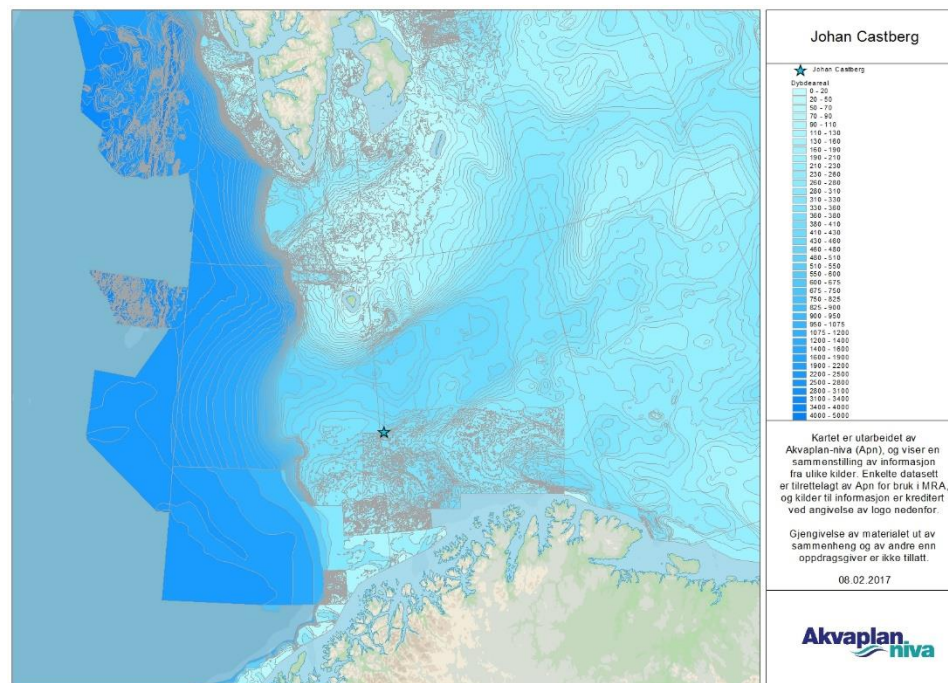 Johan Castberg
Johan Castberg
Dybdeareal
0 - 20
20 - 50
50 - 70
70 - 90
90 - 110
110 - 130
130 - 160
160 - 190
190 - 210
210 - 230
230 - 260
260 - 280
280 - 310
310 - 330
330 - 360
360 - 380
380 - 410
410 - 430
430 - 460
460 - 480
480 - 510
510 - 550
550 - 600
600 - 675
675 - 750
750 - 825
825 - 900
900 - 950
950 - 1075
1075 - 1200
1200 - 1400
1400 - 1600
1600 - 1900
1900 - 2200
2200 - 2500
2500 - 2800
2800 - 3100
3100 - 3400
3400 - 4000
4000 - 5000
Kartet er utarbeidet av
Akvaplan-niva (Apn), og viser en
sammenstilling av informasjon
fra ulike kilder. Enkelte datasett
er tilrettelagt av Apn for bruk i MRA,
og kilder til informasjon er kreditert
ved angivelse av logo nedenfor.
Gjengivelse av materialet ut av
sammenheng og av andre enn
oppdragsgiver er ikke tillatt.
08.02.2017
Akvaplan
niva